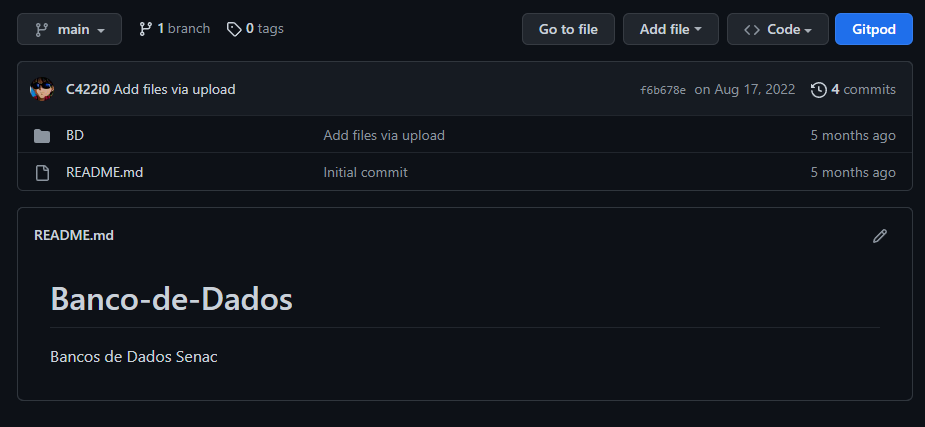 main 1 branch 0 tags Go to file Add file Code Gitpod
C422i0 Add files via upload f6b678e on Aug 17, 2022 4 commits
BD Add files via upload 5 months ago
README.md Initial commit 5 months ago
README.md
Banco-de-Dados
Bancos de Dados Senac